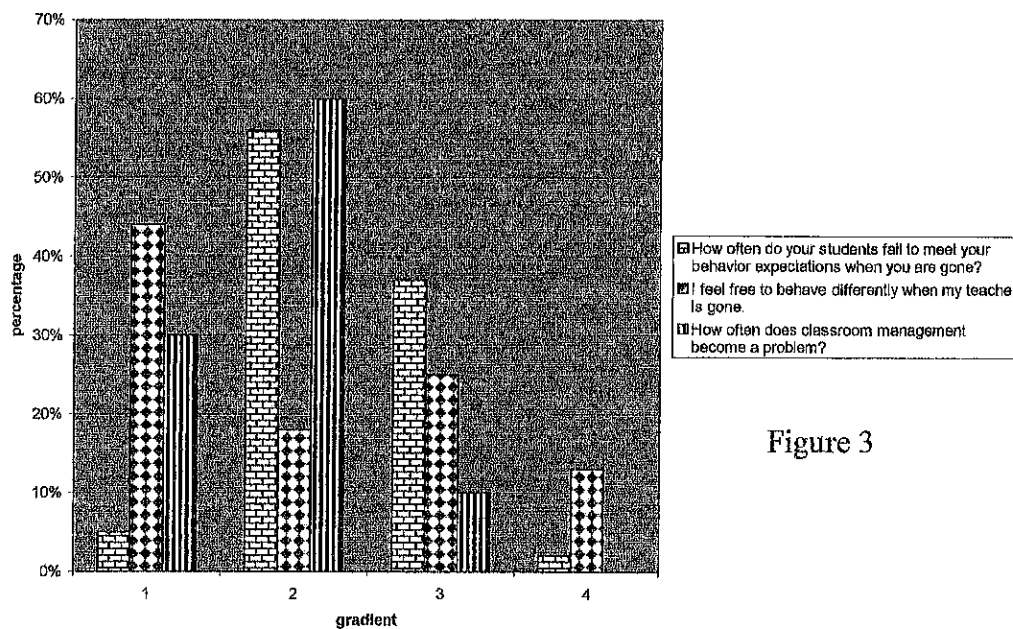 70%
60%
50%
40%
30%
20%
10%
0%
percentage
1 2 3 4
gradient
How often do your students fail to meet your
behavior expectations when you are gone?
I feel free to behave differently when my teache
is gone.
How often does classroom management
become a problem?
Figure 3